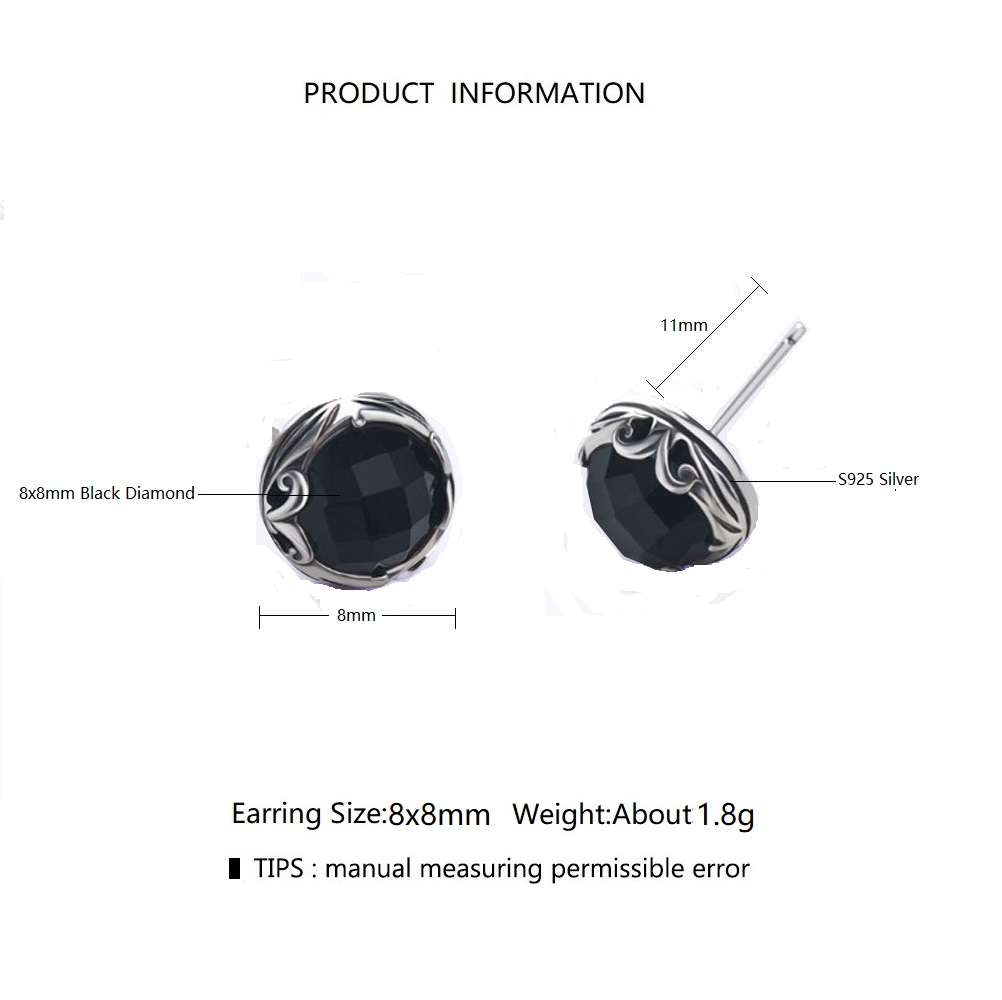 PRODUCT INFORMATION
11mm
8x8mm Black Diamond
S925 Silver
8mm
Earring Size:8x8mm Weight:About 1.8g
TIPS : manual measuring permissible error